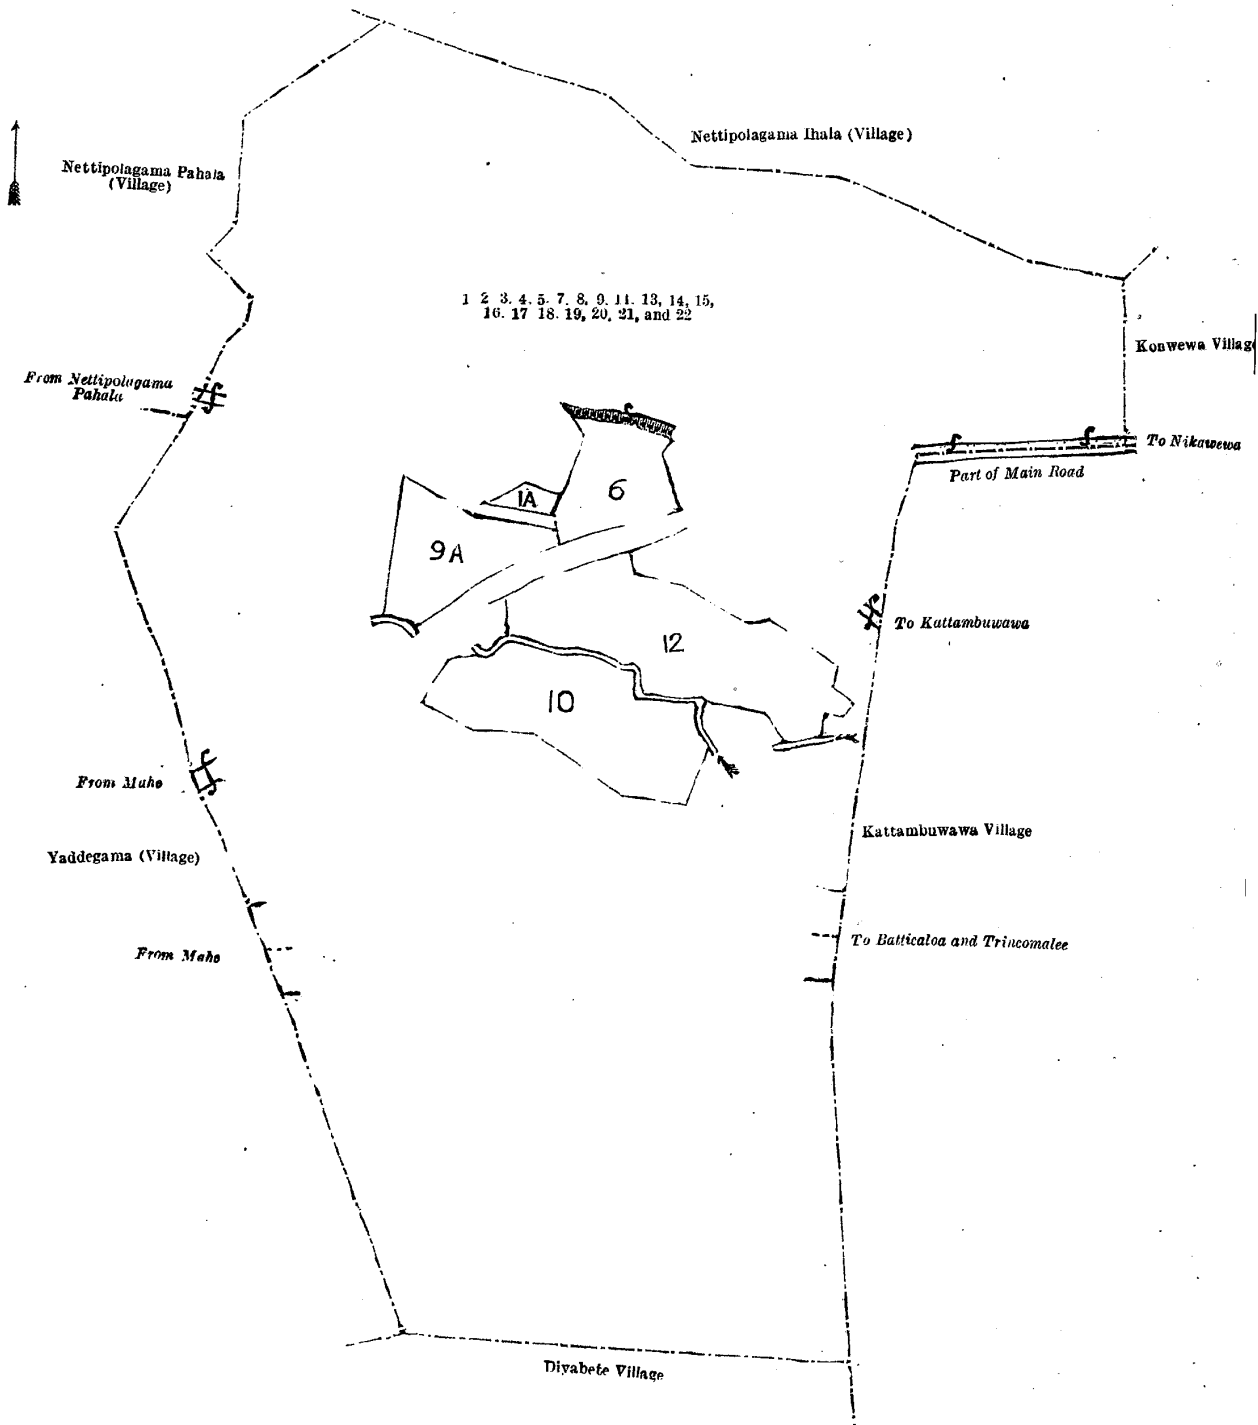 Nettipolagama Ihala (Village)
Nettipolagama Pahala
(Village)
1 2 3. 4. 5. 7. 8. 9. 11. 13, 14, 15,
16. 17 18. 19, 20, 21, and 22
Konwewa Village
From Nettipolagama
Pahala
To Nikawewa
Part of Main Road
6
1A
9A
To Kattambuwawa
12
10
From Maho
Kattambuwawa Village
Yaddegama (Village)
From Maho
To Batticaloa and Trincomalee
Diyabete Village